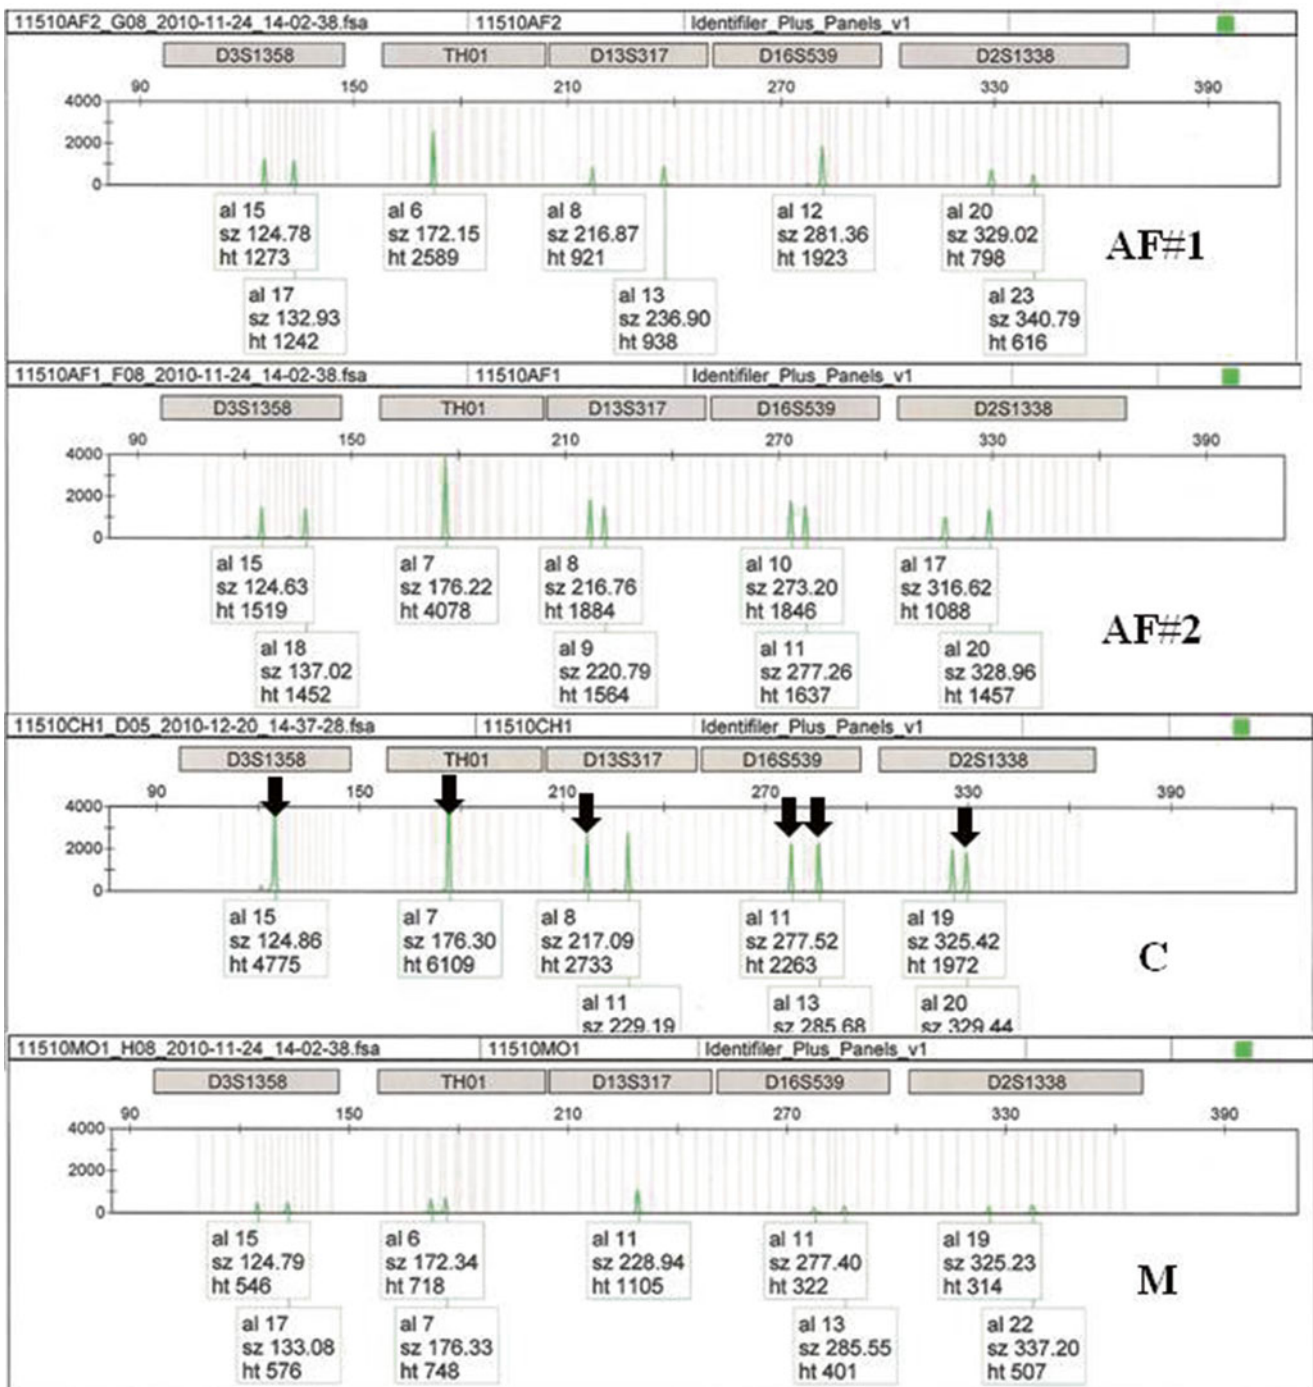 11510AF2_G08_2010-11-24_14-02-38.fsa 11510AF2 Identifiler_Plus_Panels_v1
D3S1358 TH01 D13S317 D16S539 D2S1338
90 150 210 270 330 390
4000
2000
0
al 15 al 6 al 8 al 12 al 20
sz 124.78 sz 172.15 sz 216.87 sz 281.36 sz 329.02
ht 1273 ht 2589 ht 921 ht 1923 ht 798
AF#1
al 17 al 13 al 23
sz 132.93 sz 236.90 sz 340.79
ht 1242 ht 938 ht 616
11510AF1_F08_2010-11-24_14-02-38.fsa 11510AF1 Identifiler_Plus_Panels_v1
D3S1358 TH01 D13S317 D16S539 D2S1338
90 150 210 270 330 390
4000
2000
0
al 15 al 7 al 8 al 10 al 17
sz 124.63 sz 176.22 sz 216.76 sz 273.20 sz 316.62
ht 1519 ht 4078 ht 1884 ht 1846 ht 1088
AF#2
al 18 al 9 al 11 al 20
sz 137.02 sz 220.79 sz 277.26 sz 328.96
ht 1452 ht 1564 ht 1637 ht 1457
11510CH1_D05_2010-12-20_14-37-28.fsa 11510CH1 Identifiler_Plus_Panels_v1
D3S1358 TH01 D13S317 D16S539 D2S1338
90 150 210 270 330 390
4000
2000
0
al 15 al 7 al 8 al 11 al 19
sz 124.86 sz 176.30 sz 217.09 sz 277.52 sz 325.42
ht 4775 ht 6109 ht 2733 ht 2263 ht 1972
C
al 11 al 13 al 20
sz 229.19 sz 285.68 sz 329.44
11510MO1_H08_2010-11-24_14-02-38.fsa 11510MO1 Identifiler_Plus_Panels_v1
D3S1358 TH01 D13S317 D16S539 D2S1338
90 150 210 270 330 390
4000
2000
0
al 15 al 6 al 11 al 11 al 19
sz 124.79 sz 172.34 sz 228.94 sz 277.40 sz 325.23
ht 546 ht 718 ht 1105 ht 322 ht 314
M
al 17 al 7 al 13 al 22
sz 133.08 sz 176.33 sz 285.55 sz 337.20
ht 576 ht 748 ht 401 ht 507